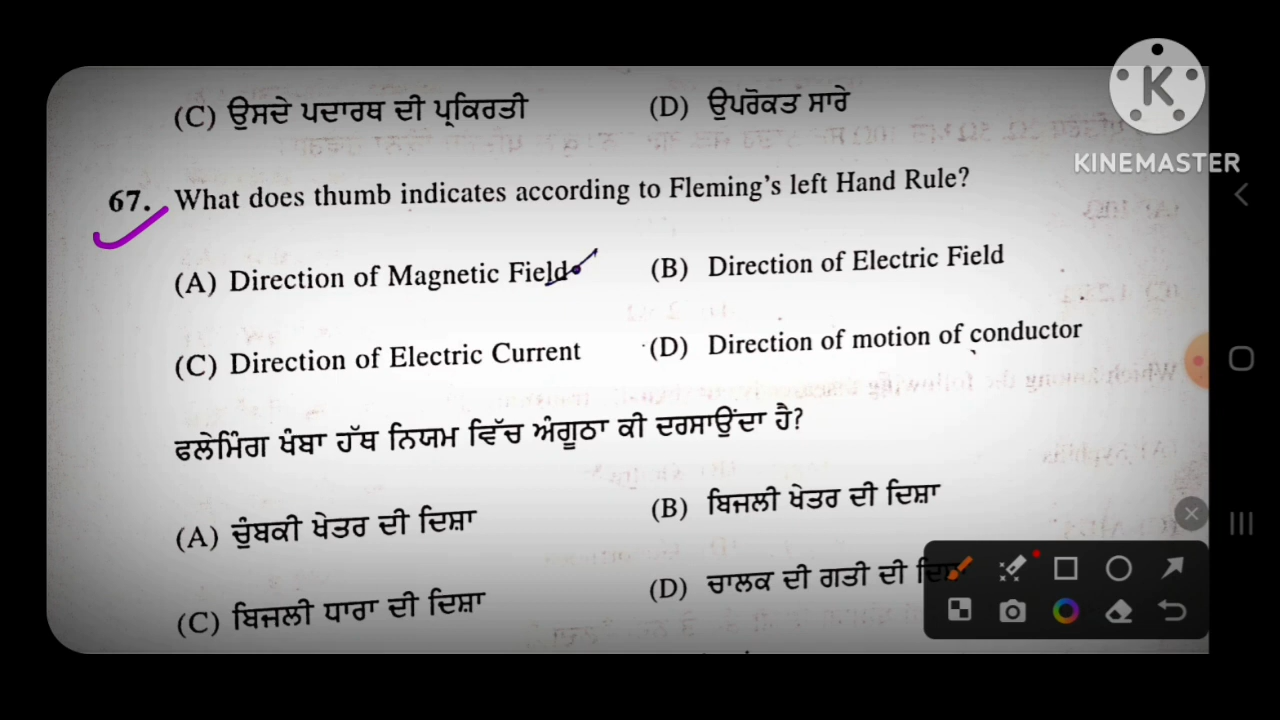 (C) ਉਸਦੇ ਪਦਾਰਥ ਦੀ ਪ੍ਰਕਿਰਤੀ (D) ਉਪਰੋਕਤ ਸਾਰੇ
K
KINEMASTER
67. What does thumb indicates according to Fleming's left Hand Rule?
(A) Direction of Magnetic Field (B) Direction of Electric Field
(C) Direction of Electric Current (D) Direction of motion of conductor
ਫਲੇਮਿੰਗ ਖੰਬਾ ਹੱਥ ਨਿਯਮ ਵਿੱਚ ਅੰਗੂਠਾ ਕੀ ਦਰਸਾਉਂਦਾ ਹੈ?
(A) ਚੁੰਬਕੀ ਖੇਤਰ ਦੀ ਦਿਸ਼ਾ (B) ਬਿਜਲੀ ਖੇਤਰ ਦੀ ਦਿਸ਼ਾ
(C) ਬਿਜਲੀ ਧਾਰਾ ਦੀ ਦਿਸ਼ਾ (D) ਚਾਲਕ ਦੀ ਗਤੀ ਦੀ